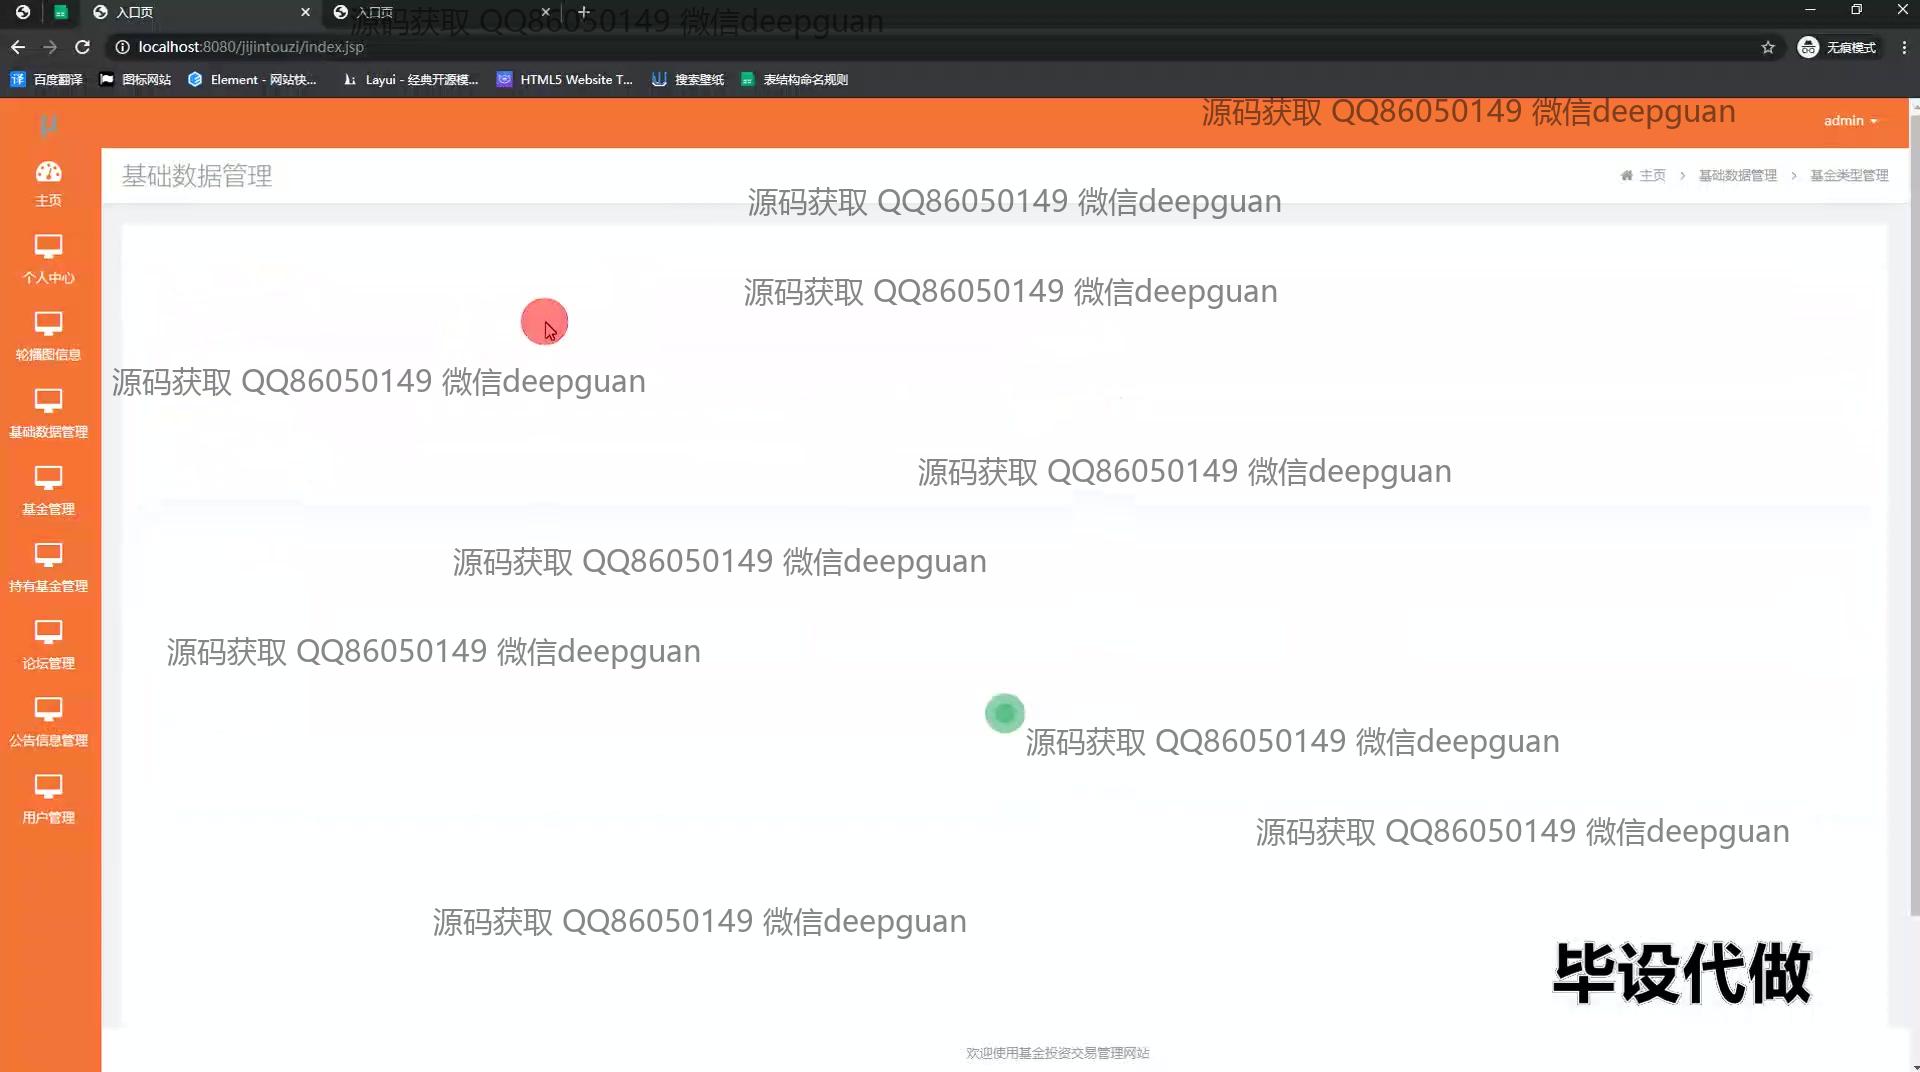 入口页
入口页
源码获取 QQ86050149 微信deepguan
localhost:8080/jijintouzi/index.jsp
无痕模式
百度翻译
图标网站
Element - 网站快...
Layui - 经典开源模...
HTML5 Website T...
搜索壁纸
表结构命名规则
源码获取 QQ86050149 微信deepguan
admin
基础数据管理
主页 > 基础数据管理 > 基金类型管理
源码获取 QQ86050149 微信deepguan
主页
个人中心
轮播图信息
基础数据管理
基金管理
持有基金管理
论坛管理
公告信息管理
用户管理
源码获取 QQ86050149 微信deepguan
源码获取 QQ86050149 微信deepguan
源码获取 QQ86050149 微信deepguan
源码获取 QQ86050149 微信deepguan
源码获取 QQ86050149 微信deepguan
源码获取 QQ86050149 微信deepguan
源码获取 QQ86050149 微信deepguan
源码获取 QQ86050149 微信deepguan
毕设代做
欢迎使用基金投资交易管理网站